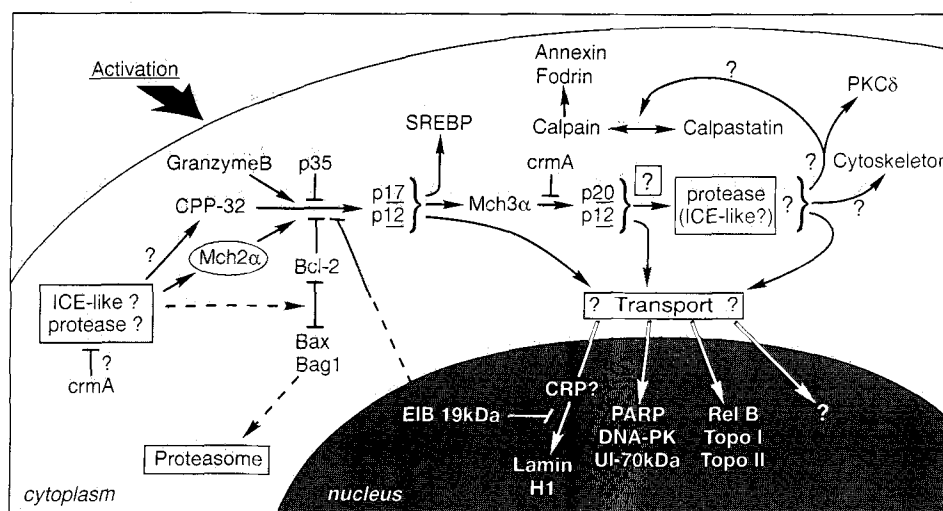 Activation
Annexin
Fodrin
?
PKCδ
SREBP
Calpain
Calpastatin
GranzymeB
p35
crmA
?
Cytoskeleton
CPP-32
p17
p12
Mch3α
p20
p12
?
protease
(ICE-like?)
?
?
?
Mch2α
Bcl-2
ICE-like ?
protease ?
? Transport ?
?
crmA
Bax
Bag1
CRP?
EIB 19kDa
PARP
DNA-PK
UI-70kDa
Rel B
Topo I
Topo II
?
Proteasome
Lamin
H1
cytoplasm
nucleus